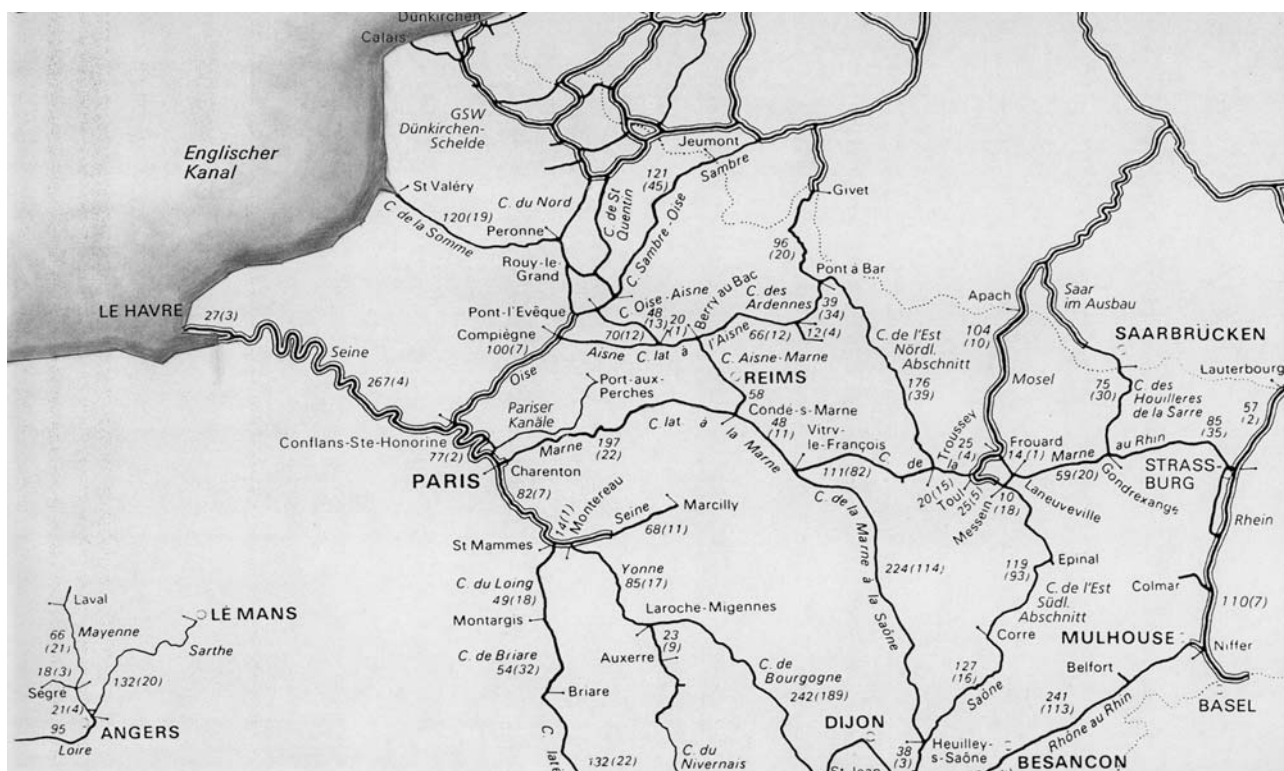 Dünkirchen
Calais
GSW
Dünkirchen-
Schelde
Englischer
Kanal
Jeumont
Sambre
121
(45)
Givet
St Valéry
C. du Nord
C. de St
Quentin
120(19)
C. de la Somme
Peronne
C. Sambre-Oise
96
(20)
Rouy-le-
Grand
Pont à Bar
Apach
Saar
im Ausbau
LE HAVRE
27(3)
Pont-l'Evêque
C. Oise-Aisne
48
(13)
20
(1)
Berry au Bac
C. des
Ardennes
39
(34)
SAARBRÜCKEN
Compiègne
100(7)
70(12)
l'Aisne
66(12)
12(4)
C. de l'Est
Nördl.
Abschnitt
104
(10)
Aisne
C. lat à
C. Aisne-Marne
Lauterbourg
Seine
Oise
Port-aux-
Perches
REIMS
176
(39)
Mosel
75
(30)
C. des
Houilleres
de la Sarre
57
(2)
267(4)
Pariser
Kanäle
58
Condé-s-Marne
85
(35)
Conflans-Ste-Honorine
77(2)
C. lat. à
la Marne
48
(11)
Vitry
le-François
Troussey
25
(4)
Frouard
14(1)
Marne
au Rhin
Marne
197
(22)
Charenton
PARIS
111(82)
C.
de
la
59(20)
Gondrexange
STRASS-
BURG
82(7)
20(15)
Toul
25(5)
Messein
10
(18)
Laneuveville
14(1)
Montereau
Seine
Marcilly
68(11)
C. de la Marne à la Saône
Rhein
St Mammes
Epinal
Yonne
85(17)
224(114)
119
(93)
C. de l'Est
Südl.
Abschnitt
Colmar
110(7)
C. du Loing
49(18)
Laval
LE MANS
Laroche-Migennes
66
(21)
Mayenne
Montargis
23
(9)
Corre
MULHOUSE
Niffer
Sarthe
C. de Briare
54(32)
Auxerre
C. de
Bourgogne
242(189)
127
(16)
Saône
Belfort
18(3)
Ségré
132(20)
Briare
241
(113)
Rhône au Rhin
BASEL
21(4)
ANGERS
95
Loire
DIJON
Heuilley-
s-Saône
C. laté
132(22)
C. du
Nivernais
St Jean
38
(3)
BESANCON